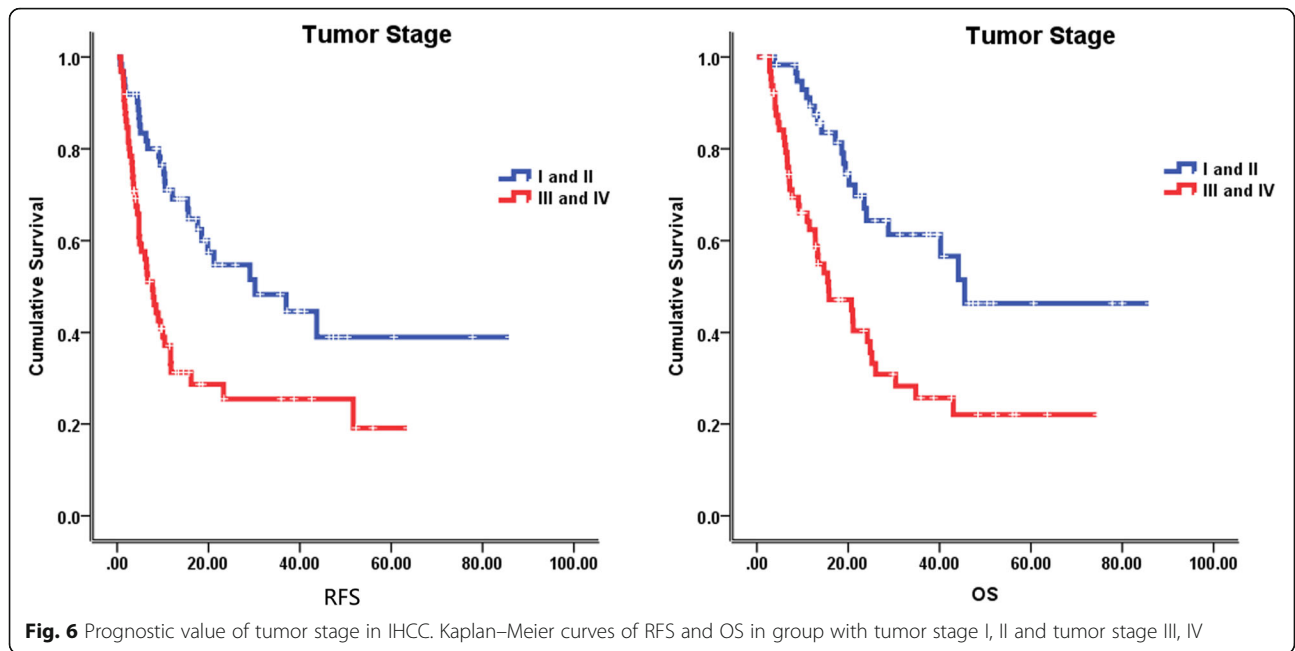 Tumor Stage
1.0
0.8
0.6
0.4
0.2
0.0
Cumulative Survival
I and II
III and IV
.00 20.00 40.00 60.00 80.00 100.00
RFS
Tumor Stage
1.0
0.8
0.6
0.4
0.2
0.0
Cumulative Survival
I and II
III and IV
.00 20.00 40.00 60.00 80.00 100.00
OS
Fig. 6 Prognostic value of tumor stage in IHCC. Kaplan–Meier curves of RFS and OS in group with tumor stage I, II and tumor stage III, IV